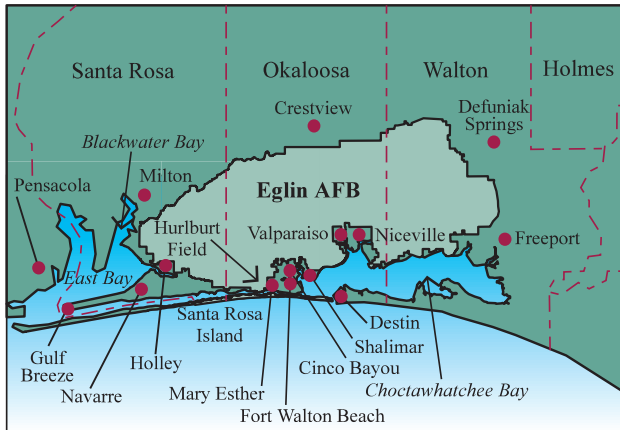 Santa Rosa
Okaloosa
Walton
Holmes
Crestview
Defuniak
Springs
Blackwater Bay
Milton
Pensacola
Eglin AFB
Hurlburt
Field
Valparaiso
Niceville
Freeport
East Bay
Santa Rosa
Island
Destin
Gulf
Breeze
Holley
Shalimar
Navarre
Cinco Bayou
Mary Esther
Choctawhatchee Bay
Fort Walton Beach